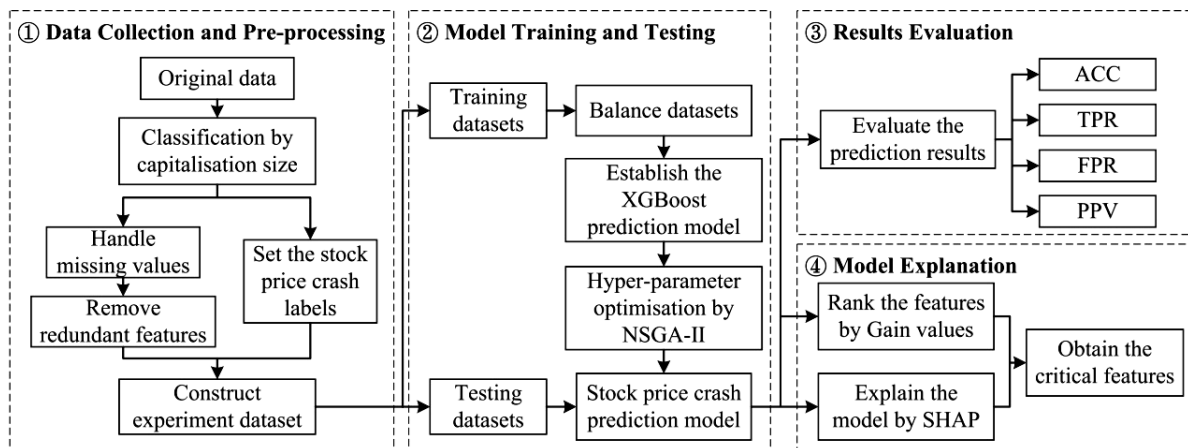 ① Data Collection and Pre-processing
Original data
Classification by
capitalisation size
Handle
missing values
Remove
redundant features
Set the stock
price crash
labels
Construct
experiment dataset
② Model Training and Testing
Training
datasets
Balance datasets
Establish the
XGBoost
prediction model
Hyper-parameter
optimisation by
NSGA-II
Testing
datasets
Stock price crash
prediction model
③ Results Evaluation
Evaluate the
prediction results
ACC
TPR
FPR
PPV
④ Model Explanation
Rank the features
by Gain values
Explain the
model by SHAP
Obtain the
critical features